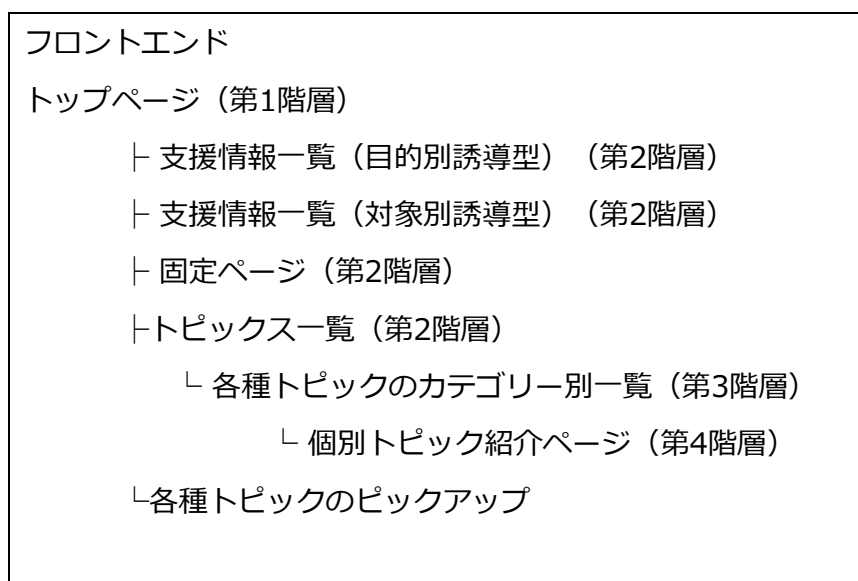 フロントエンド
トップページ（第1階層）
├ 支援情報一覧（目的別誘導型）（第2階層）
├ 支援情報一覧（対象別誘導型）（第2階層）
├ 固定ページ（第2階層）
├トピックス一覧（第2階層）
└ 各種トピックのカテゴリー別一覧（第3階層）
└ 個別トピック紹介ページ（第4階層）
└各種トピックのピックアップ